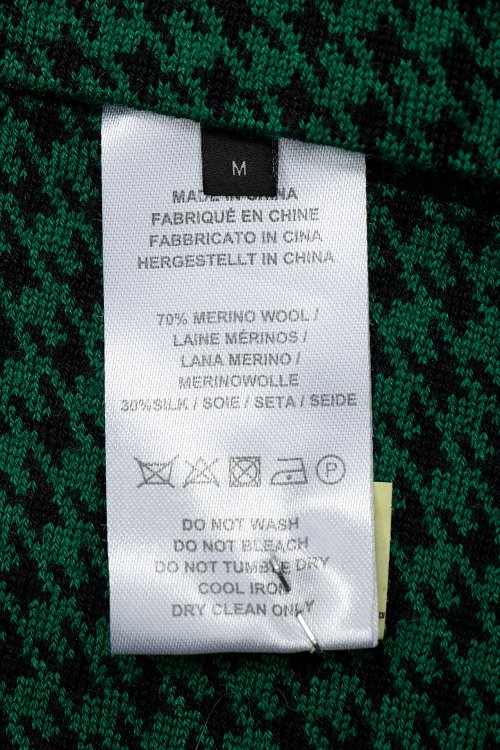 M
MADE IN CHINA
FABRIQUÉ EN CHINE
FABBRICATO IN CINA
HERGESTELLT IN CHINA
70% MERINO WOOL /
LAINE MÉRINOS /
LANA MERINO /
MERINOWOLLE
30%SILK / SOIE / SETA / SEIDE
P
DO NOT WASH
DO NOT BLEACH
DO NOT TUMBLE DRY
COOL IRON
DRY CLEAN ONLY